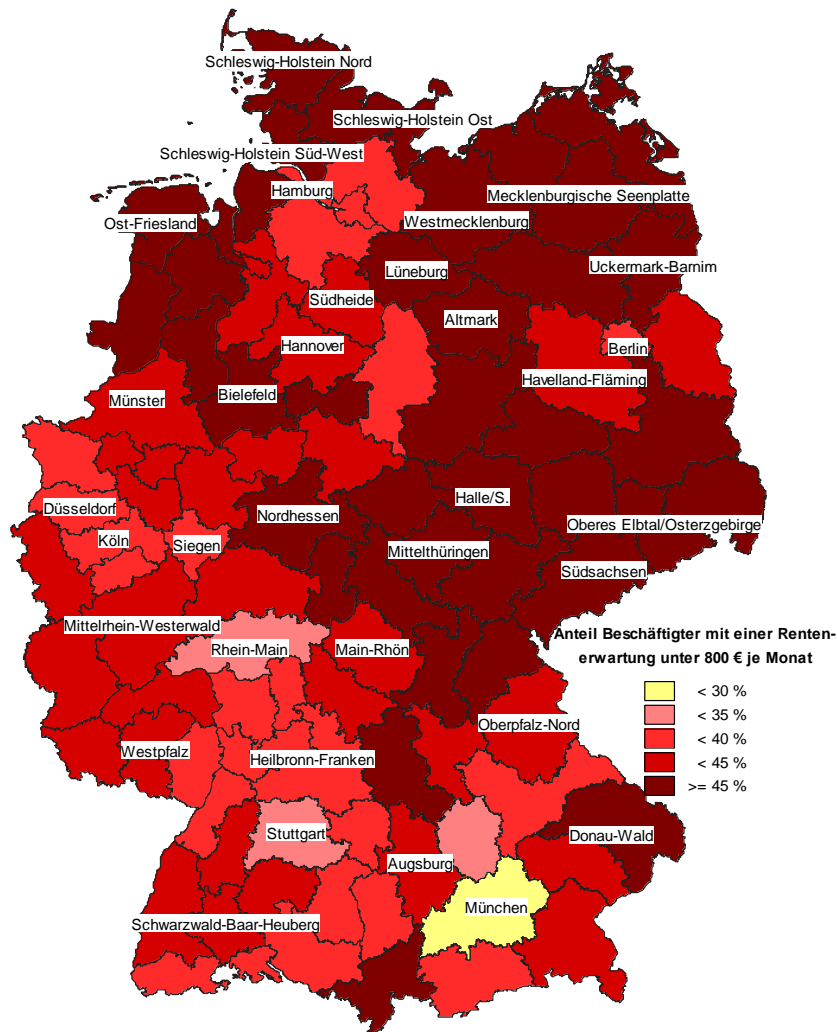 Schleswig-Holstein Nord
Schleswig-Holstein Ost
Schleswig-Holstein Süd-West
Hamburg
Mecklenburgische Seenplatte
Ost-Friesland
Westmecklenburg
Lüneburg
Uckermark-Barnim
Südheide
Altmark
Hannover
Berlin
Havelland-Fläming
Bielefeld
Münster
Halle/S.
Düsseldorf
Nordhessen
Oberes Elbtal/Osterzgebirge
Köln
Siegen
Mittelthüringen
Südsachsen
Mittelrhein-Westerwald
Anteil Beschäftigter mit einer Renten-
erwartung unter 800 € je Monat
Rhein-Main
Main-Rhön
< 30 %
< 35 %
< 40 %
< 45 %
>= 45 %
Oberpfalz-Nord
Westpfalz
Heilbronn-Franken
Stuttgart
Donau-Wald
Augsburg
München
Schwarzwald-Baar-Heuberg